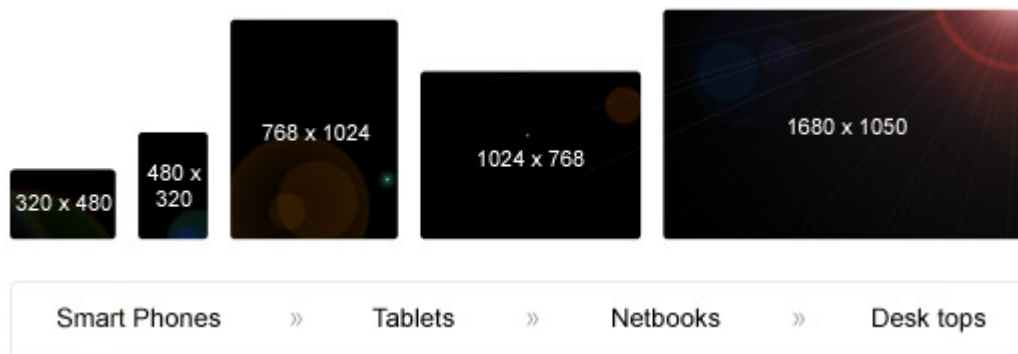 320 x 480
480 x
320
768 x 1024
1024 x 768
1680 x 1050
Smart Phones » Tablets » Netbooks » Desk tops